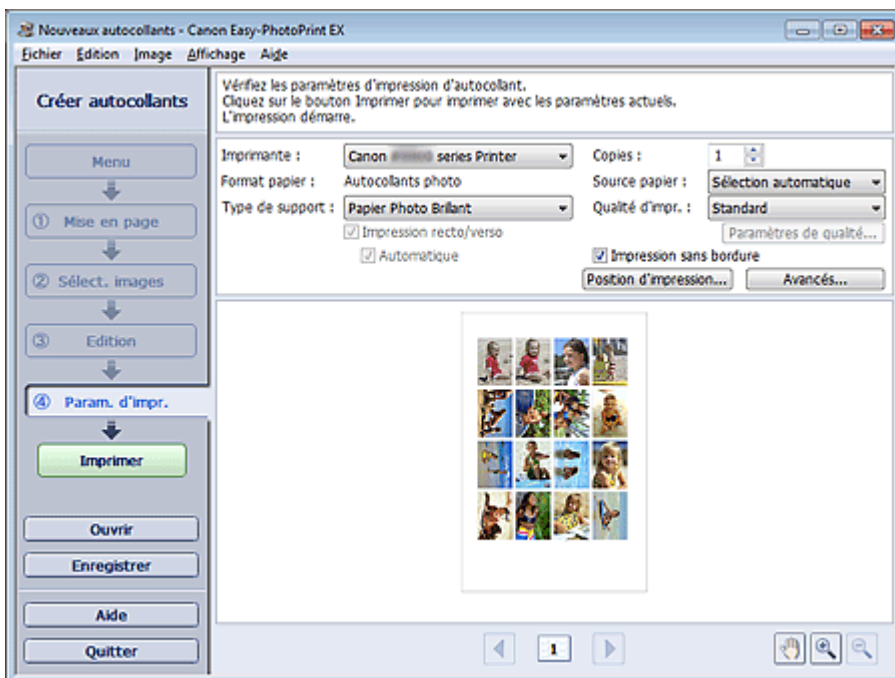 Nouveaux autocollants - Canon Easy-PhotoPrint EX
Fichier Edition Image Affichage Aide
Créer autocollants
Menu
① Mise en page
② Sélect. images
③ Edition
④ Param. d'impr.
Imprimer
Ouvrir
Enregistrer
Aide
Quitter
Vérifiez les paramètres d'impression d'autocollant.
Cliquez sur le bouton Imprimer pour imprimer avec les paramètres actuels.
L'impression démarre.
Imprimante : Canon series Printer Copies : 1
Format papier : Autocollants photo Source papier : Sélection automatique
Type de support : Papier Photo Brilant Qualité d'impr. : Standard
Impression recto/verso Paramètres de qualité...
Automatique Impression sans bordure
Position d'impression... Avancés...
1